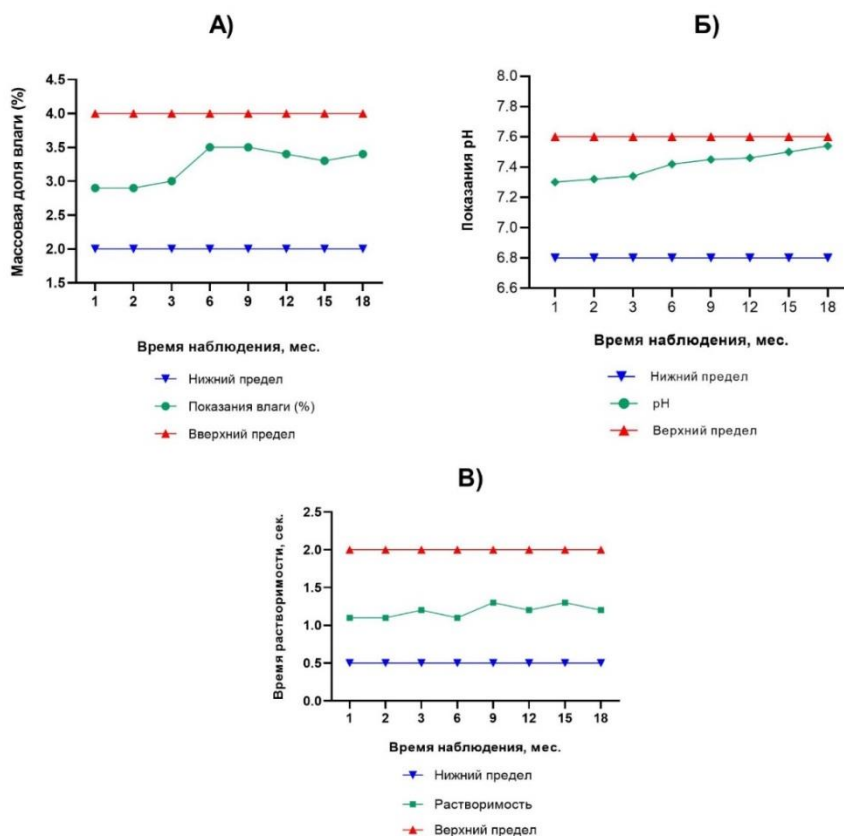 А)
Массовая доля влаги (%)
4.5
4.0
3.5
3.0
2.5
2.0
1.5
1 2 3 6 9 12 15 18
Время наблюдения, мес.
Нижний предел
Показания влаги (%)
Вверхний предел
Б)
Показания pH
8.0
7.8
7.6
7.4
7.2
7.0
6.8
6.6
1 2 3 6 9 12 15 18
Время наблюдения, мес.
Нижний предел
pH
Верхний предел
В)
Время растворимости, сек.
2.5
2.0
1.5
1.0
0.5
0.0
1 2 3 6 9 12 15 18
Время наблюдения, мес.
Нижний предел
Растворимость
Верхний предел